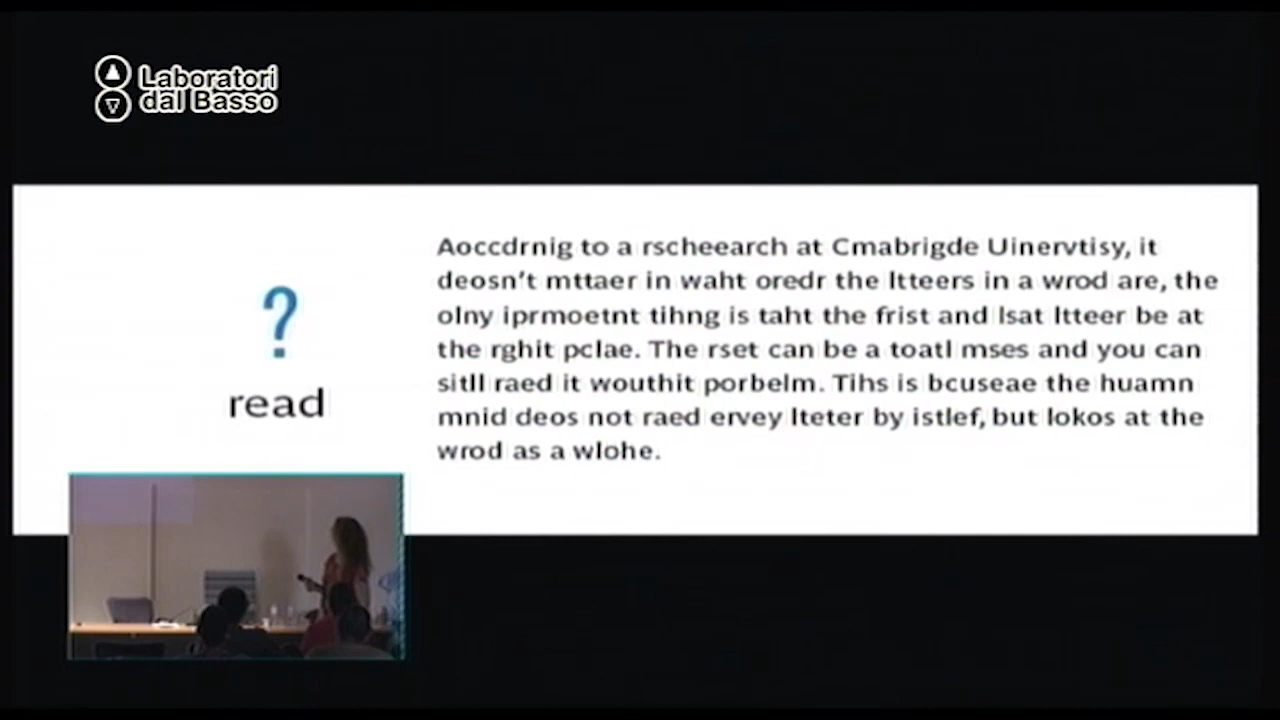 Laboratori
dal Basso
?
read
Aoccdrnig to a rscheearch at Cmabrigde Uinervtisy, it
deosn't mttaer in waht oredr the ltteers in a wrod are, the
olny iprmoetnt tihng is taht the frist and lsat ltteer be at
the rghit pclae. The rset can be a toatl mses and you can
sitll raed it wouthit porbelm. Tihs is bcuseae the huamn
mnid deos not raed ervey lteter by istlef, but lokos at the
wrod as a wlohe.